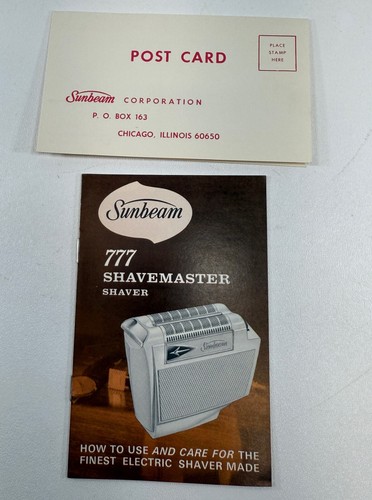 POST CARD
PLACE
STAMP
HERE
Sunbeam CORPORATION
P. O. BOX 163
CHICAGO, ILLINOIS 60650
Sunbeam
777
SHAVEMASTER
SHAVER
Sunbeam
HOW TO USE AND CARE FOR THE
FINEST ELECTRIC SHAVER MADE